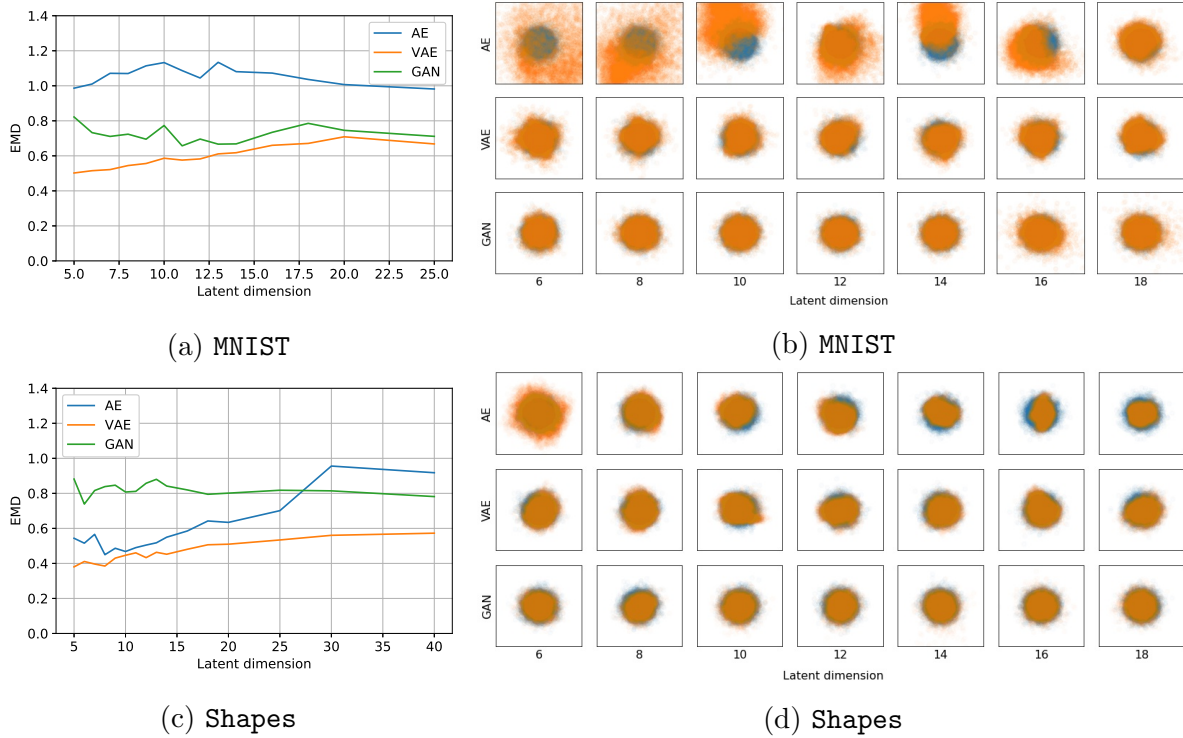 1.4
1.2
1.0
0.8
0.6
0.4
0.2
0.0
EMD
AE
VAE
GAN
5.0 7.5 10.0 12.5 15.0 17.5 20.0 22.5 25.0
Latent dimension
(a) MNIST
AE
VAE
GAN
6 8 10 12 14 16 18
Latent dimension
(b) MNIST
1.4
1.2
1.0
0.8
0.6
0.4
0.2
0.0
EMD
AE
VAE
GAN
5 10 15 20 25 30 35 40
Latent dimension
(c) Shapes
AE
VAE
GAN
6 8 10 12 14 16 18
Latent dimension
(d) Shapes